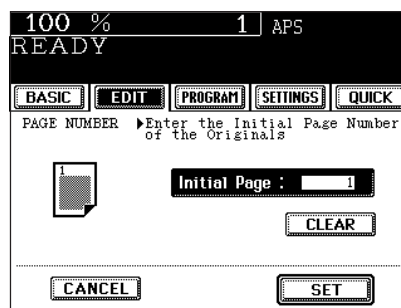 100 % 1 APS
READY
BASIC EDIT PROGRAM SETTINGS QUICK
PAGE NUMBER ▶Enter the Initial Page Number
of the Originals
1
Initial Page : 1
CLEAR
CANCEL SET